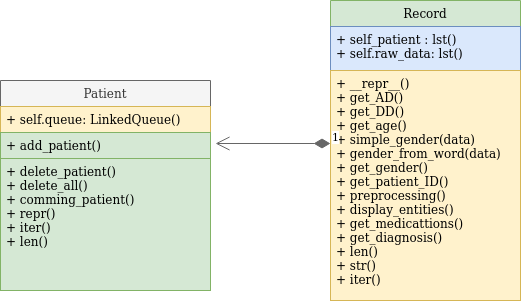 Record
+ self_patient : lst()
+ self.raw_data: lst()
+ __repr__()
+ get_AD()
+ get_DD()
+ get_age()
+ simple_gender(data)
+ gender_from_word(data)
+ get_gender()
+ get_patient_ID()
+ preprocessing()
+ display_entities()
+ get_medicattions()
+ get_diagnosis()
+ len()
+ str()
+ iter()
1
Patient
+ self.queue: LinkedQueue()
+ add_patient()
+ delete_patient()
+ delete_all()
+ comming_patient()
+ repr()
+ iter()
+ len()